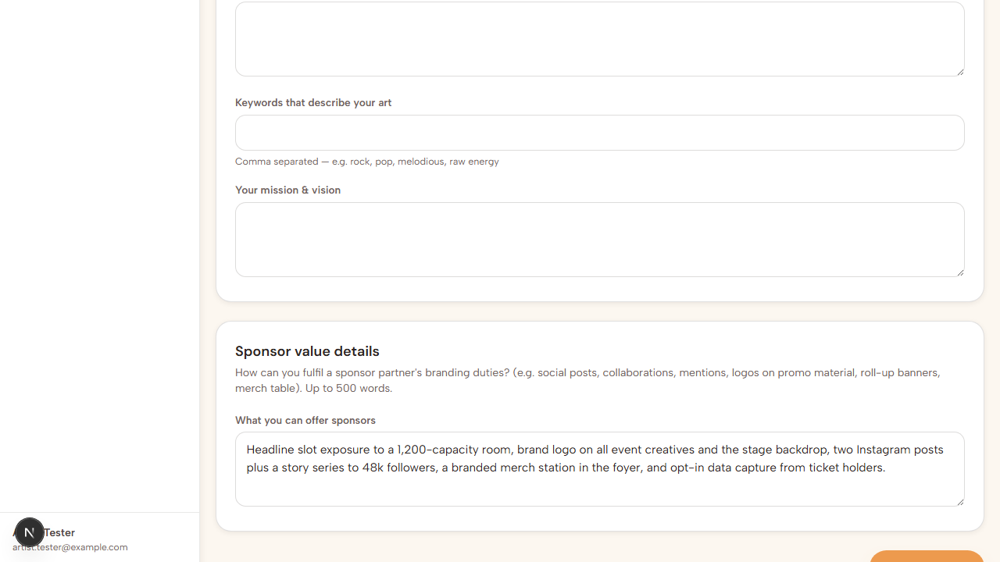 Keywords that describe your art
Comma separated — e.g. rock, pop, melodious, raw energy
Your mission & vision
Sponsor value details
How can you fulfil a sponsor partner's branding duties? (e.g. social posts, collaborations, mentions, logos on promo material, roll-up banners,
merch table). Up to 500 words.
What you can offer sponsors
Headline slot exposure to a 1,200-capacity room, brand logo on all event creatives and the stage backdrop, two Instagram posts
plus a story series to 48k followers, a branded merch station in the foyer, and opt-in data capture from ticket holders.
N
Tester
artist.tester@example.com